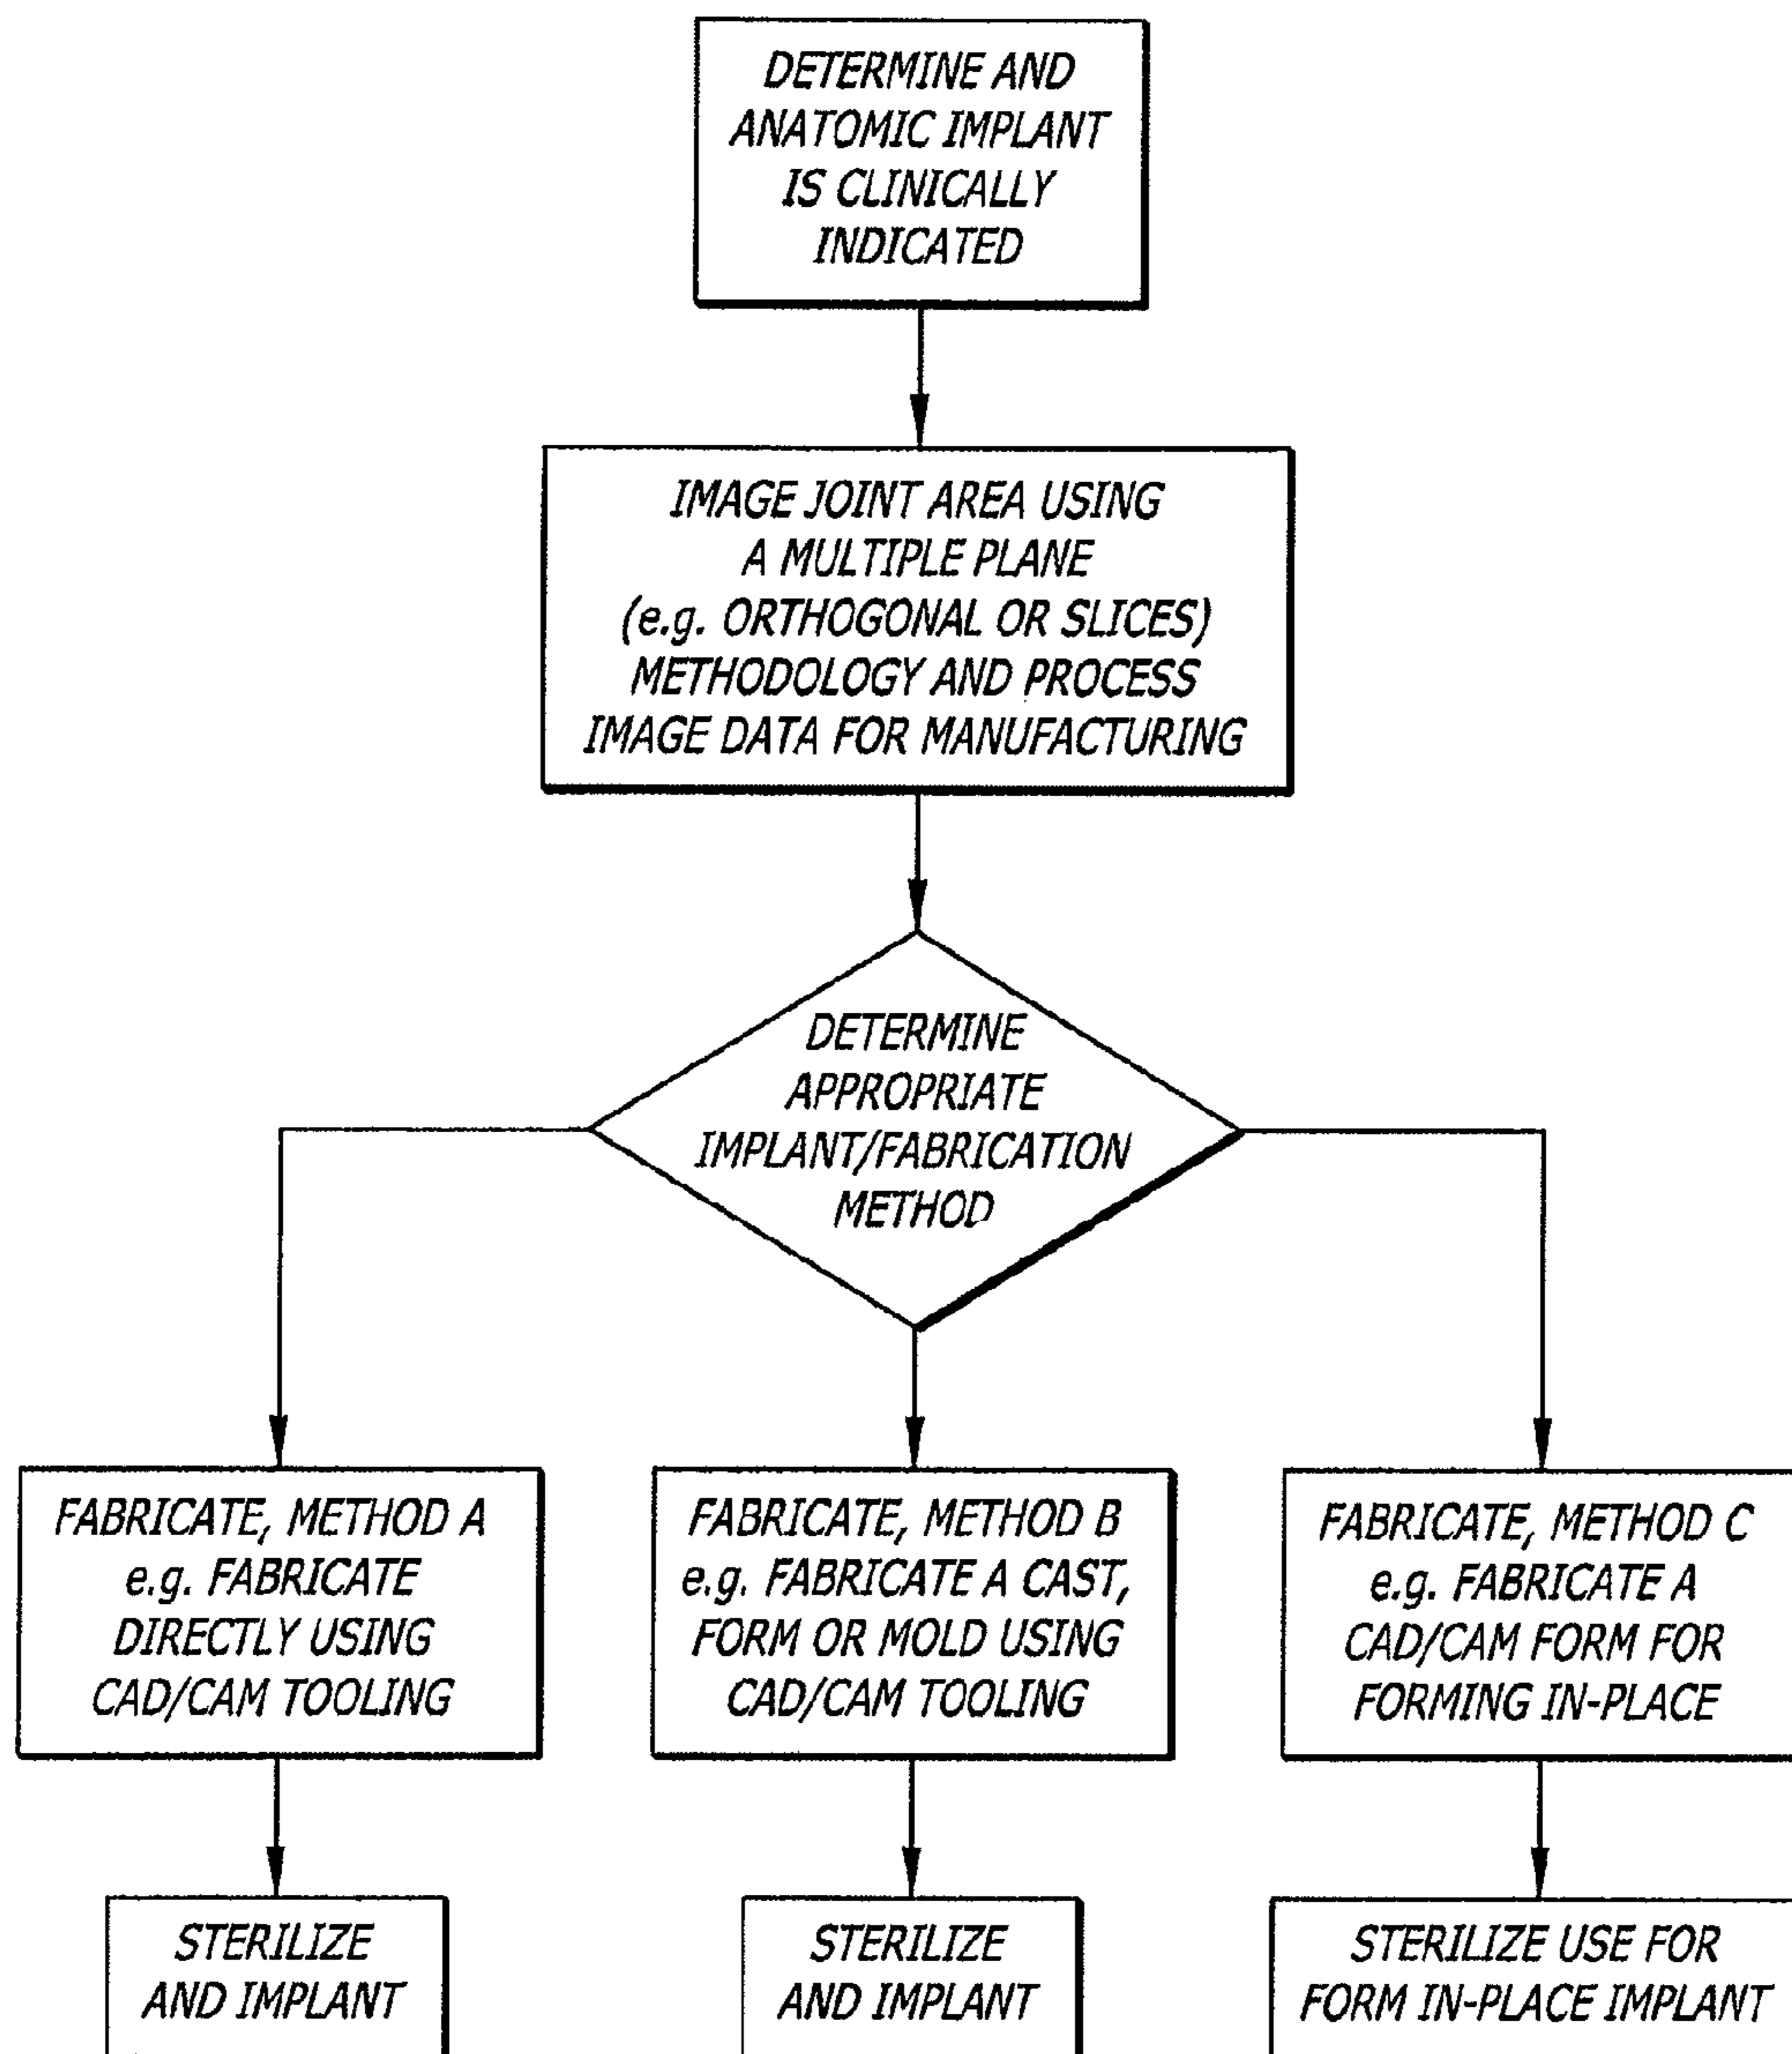 DETERMINE AND
ANATOMIC IMPLANT
IS CLINICALLY
INDICATED
IMAGE JOINT AREA USING
A MULTIPLE PLANE
(e.g. ORTHOGONAL OR SLICES)
METHODOLOGY AND PROCESS
IMAGE DATA FOR MANUFACTURING
DETERMINE
APPROPRIATE
IMPLANT/FABRICATION
METHOD
FABRICATE, METHOD A
e.g. FABRICATE
DIRECTLY USING
CAD/CAM TOOLING
FABRICATE, METHOD B
e.g. FABRICATE A CAST,
FORM OR MOLD USING
CAD/CAM TOOLING
FABRICATE, METHOD C
e.g. FABRICATE A
CAD/CAM FORM FOR
FORMING IN-PLACE
STERILIZE
AND IMPLANT
STERILIZE
AND IMPLANT
STERILIZE USE FOR
FORM IN-PLACE IMPLANT